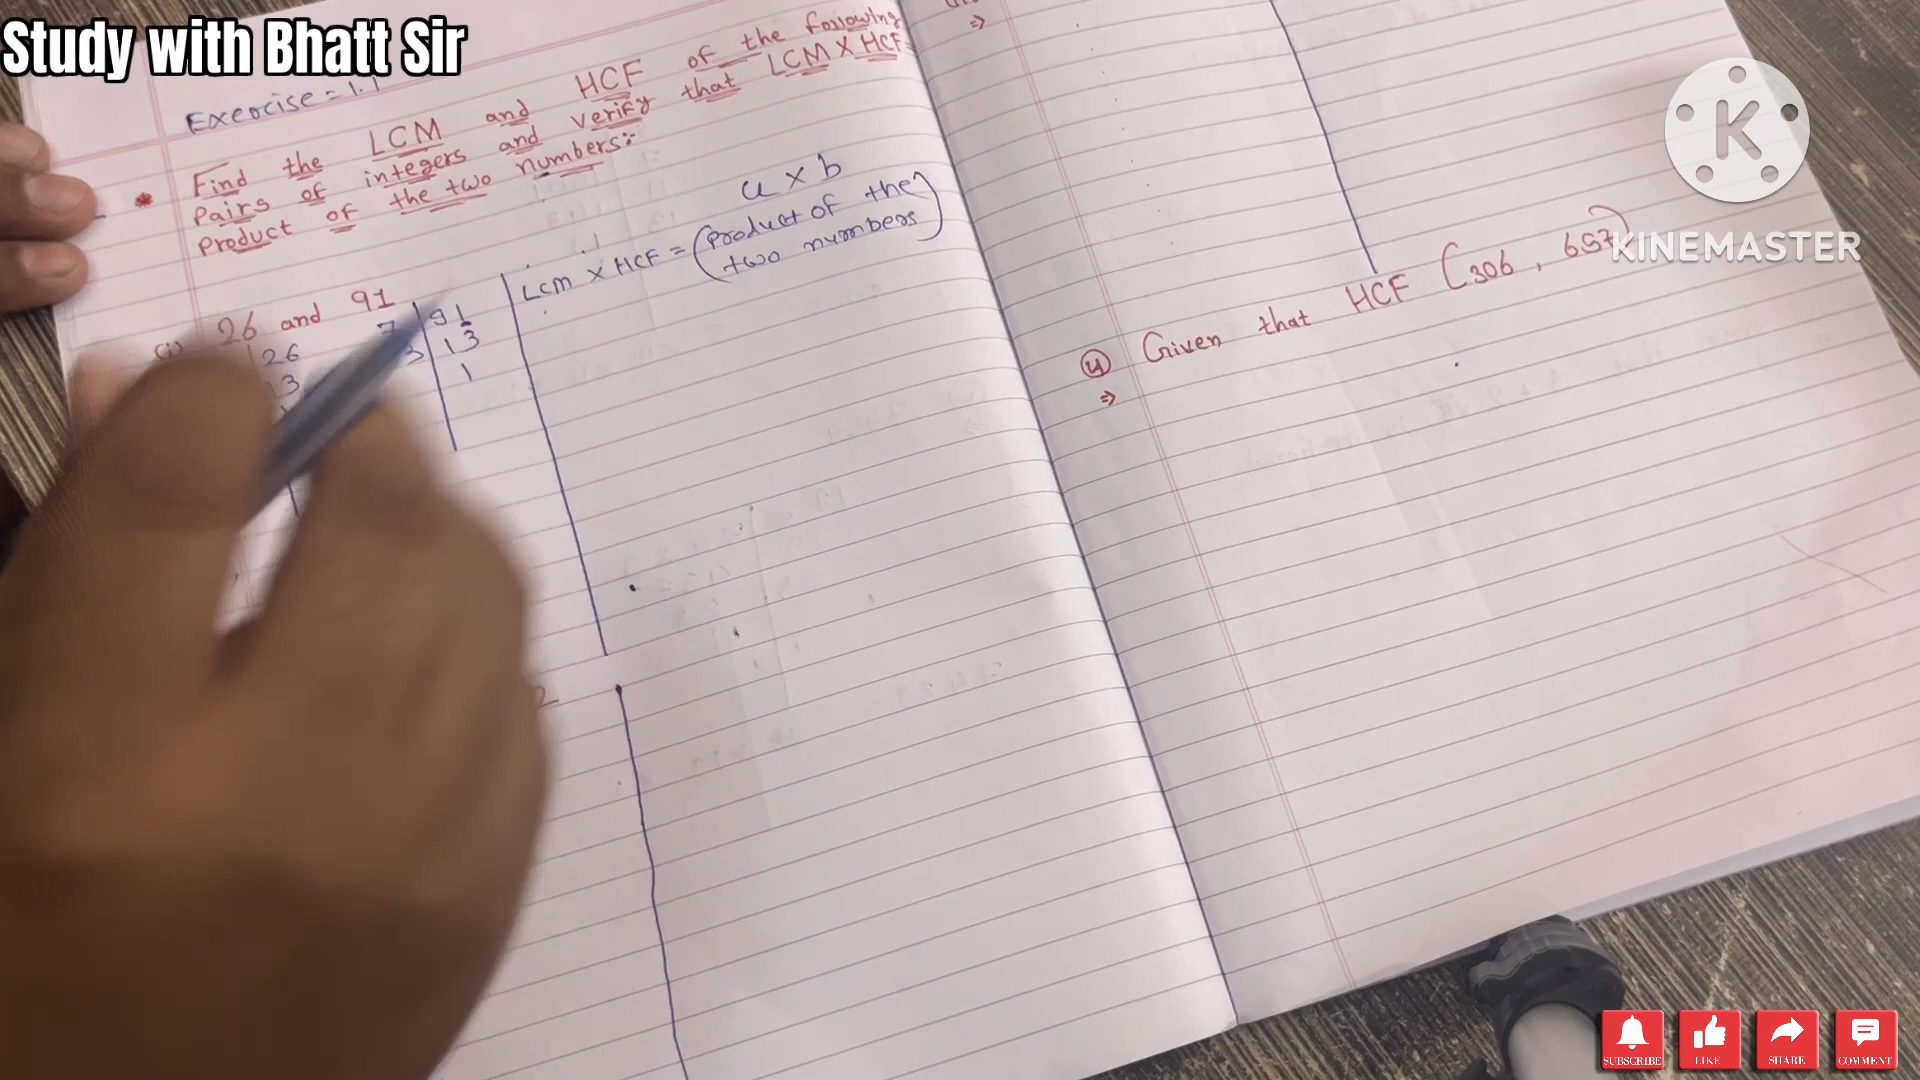 Study with Bhatt Sir
Exercise = 1.1
* Find the LCM and HCF of the following
Pairs of integers and verify that LCM X HCF =
Product of the two numbers:
a x b
LCM x HCF = (Product of the
two numbers)
(i) 26 and 91
26
13
7 91
13
1
⇒
④ Given that HCF (306, 657)
⇒
K
KINEMASTER
SUBSCRIBE
LIKE
SHARE
COMMENT